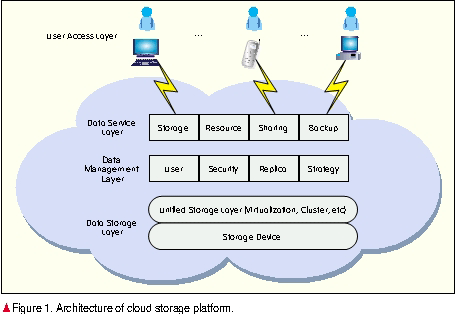 User Access Layer
...
...
Data Service
Layer
Storage
Resource
Sharing
Backup
Data
Management
Layer
User
Security
Replica
Strategy
Data Storage
Layer
Unified Storage Layer (Virtualization, Cluster, etc)
Storage Device
▲Figure 1. Architecture of cloud storage platform.